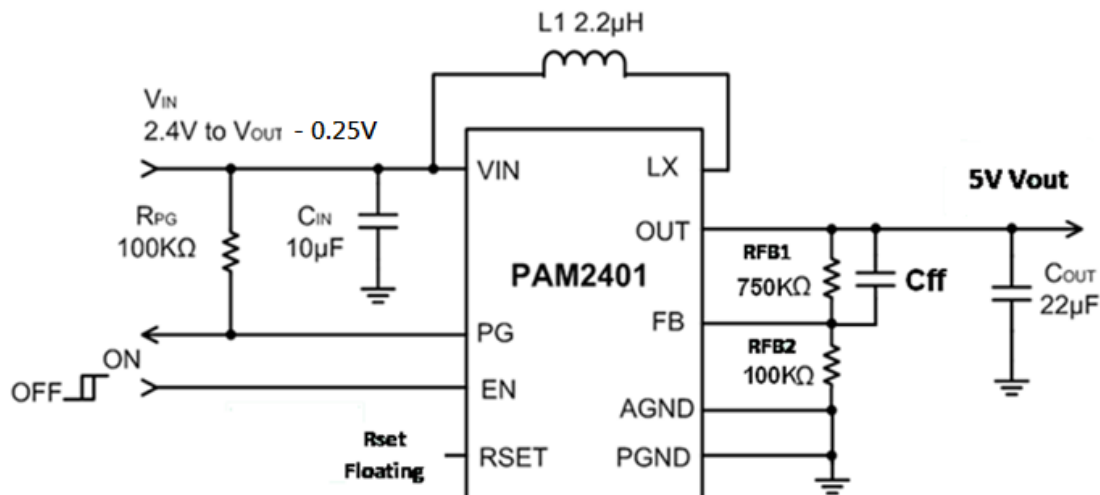 L1 2.2µH
VIN
2.4V to VOUT - 0.25V
RPG
100KΩ
CIN
10µF
VIN
LX
5V Vout
OUT
RFB1
750KΩ
Cff
COUT
22µF
PAM2401
FB
PG
RFB2
100KΩ
ON
OFF
EN
AGND
Rset
Floating
RSET
PGND